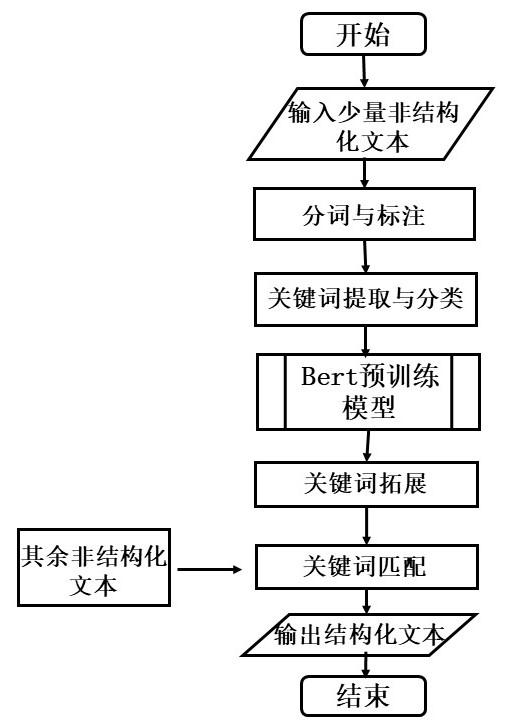 开始
输入少量非结构
化文本
分词与标注
关键词提取与分类
Bert预训练
模型
关键词拓展
其余非结构化
文本
关键词匹配
输出结构化文本
结束